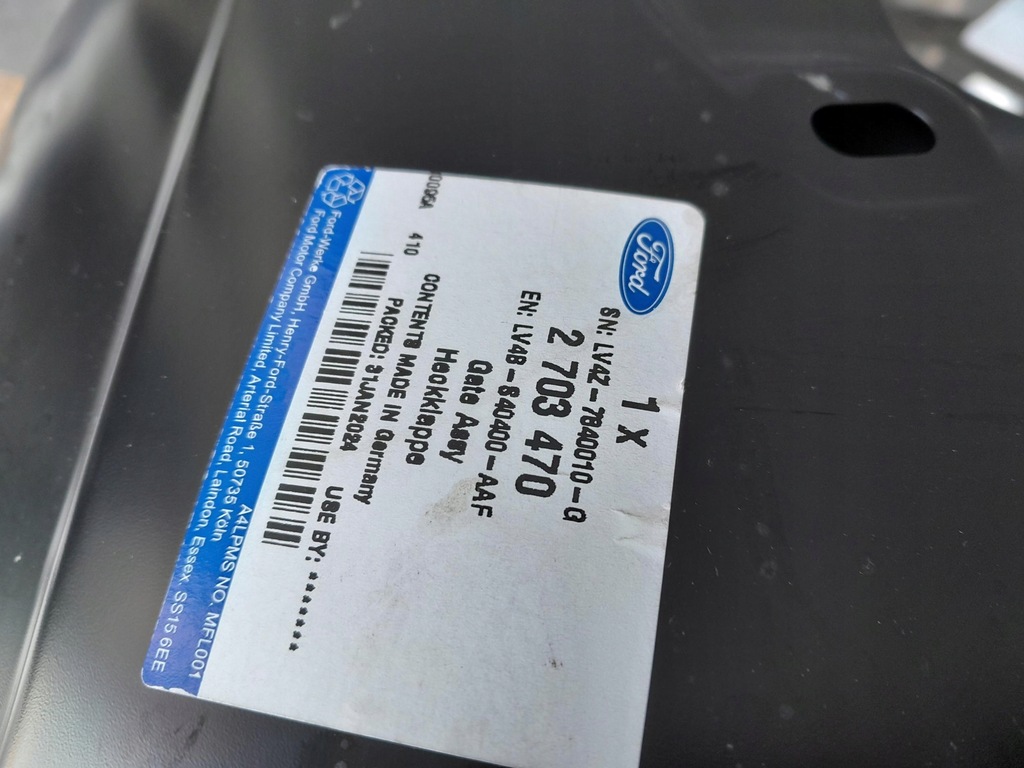 Ford
1 X
SN: LV42-7840010-G
2 703 470
EN: LV4B-S40400-AAF
Gate Assy
Heckklappe
CONTENTS MADE IN Germany
410
PACKED: 31JAN2024 USE BY: ********
A4LPMS NO. MFL001
Ford-Werke GmbH, Henry-Ford-Straße 1, 50735 Köln
Ford Motor Company Limited, Arterial Road, Laindon, Essex SS15 6EE